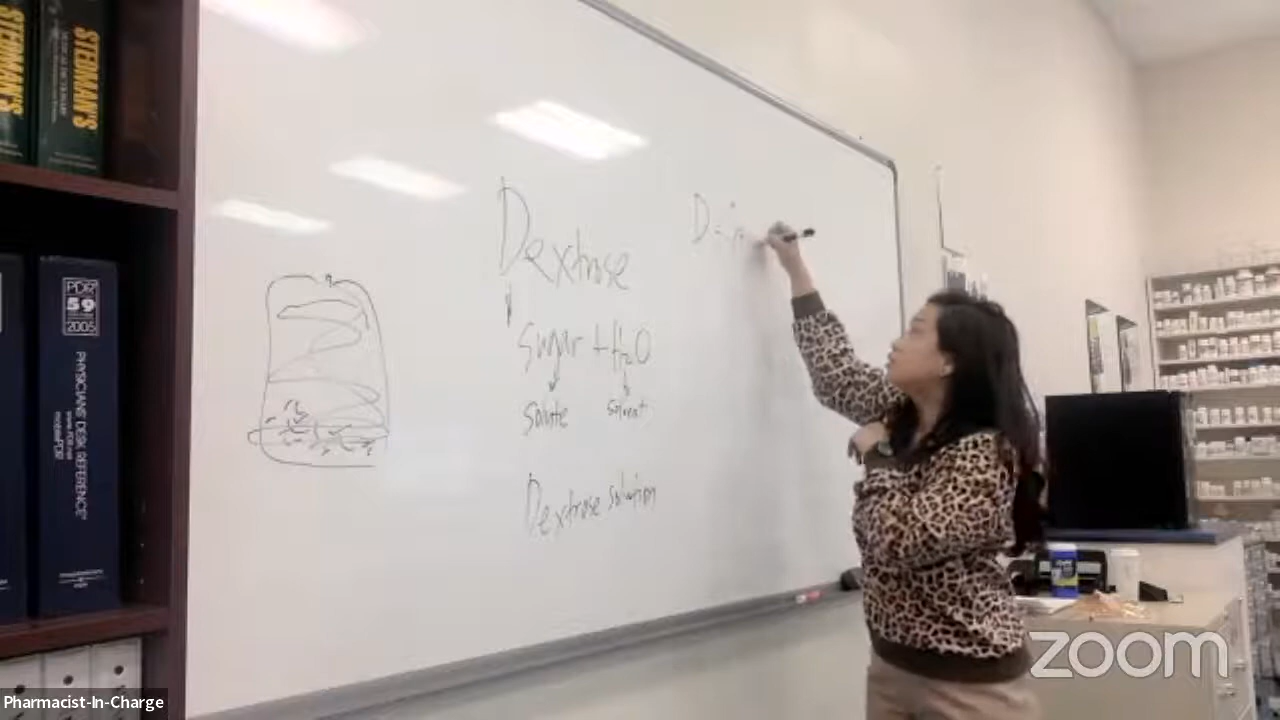 STEDMAN'S
STEDMAN'S
PDR
59
2005
PHYSICIANS' DESK REFERENCE
Dextrose
sugar + H2O
solute solvent
Dextrose solution
D
zoom
Pharmacist-In-Charge